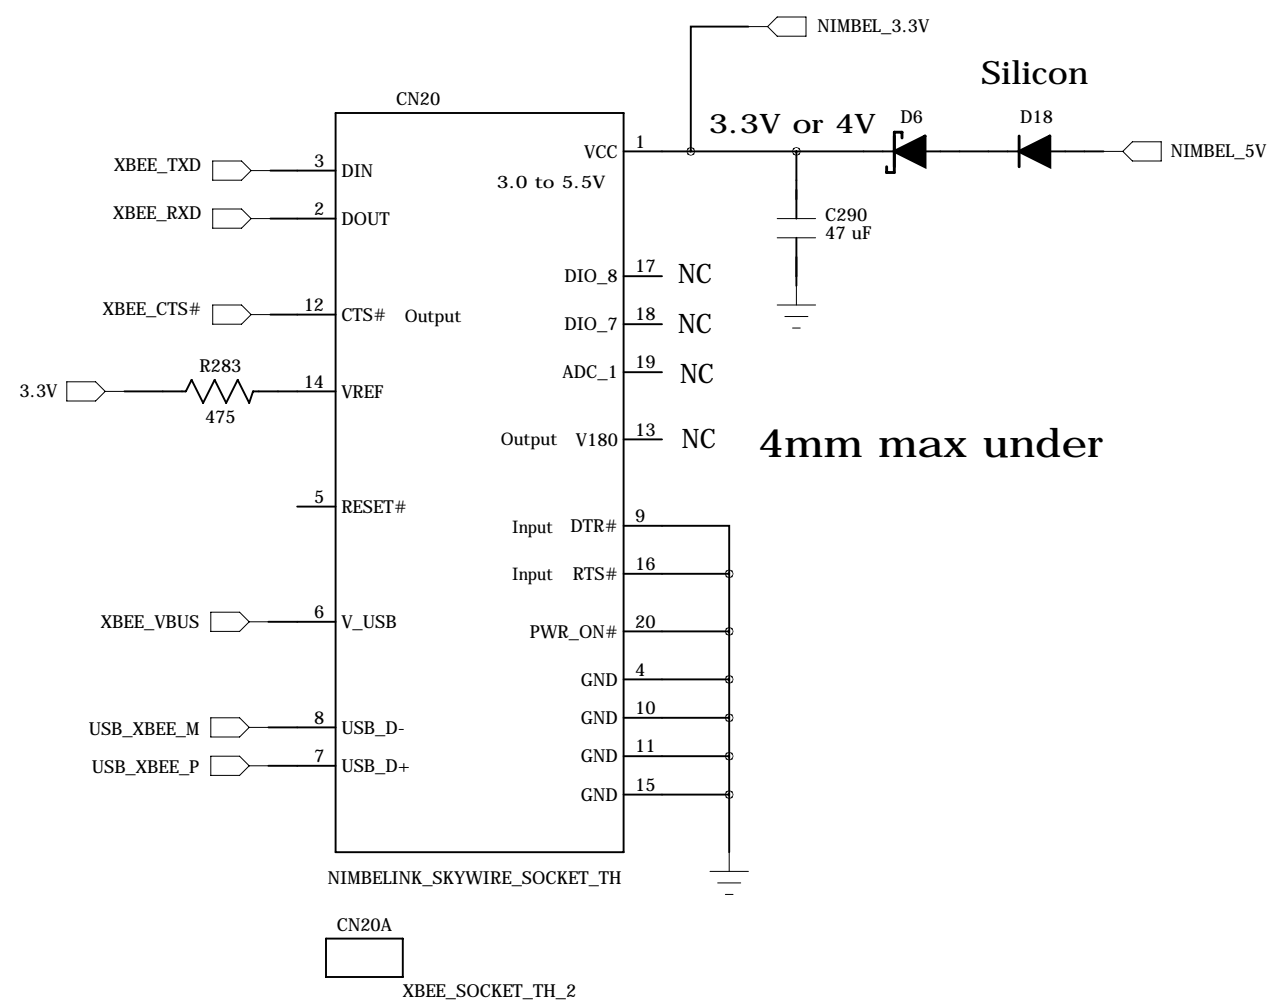 NIMBEL_3.3V
Silicon
CN20
3.3V or 4V
D6
D18
XBEE_TXD
3
DIN
VCC
1
NIMBEL_5V
3.0 to 5.5V
XBEE_RXD
2
DOUT
C290
47 uF
DIO_8
17
NC
XBEE_CTS#
12
CTS#
Output
DIO_7
18
NC
R283
ADC_1
19
NC
3.3V
14
VREF
475
Output
V180
13
NC
4mm max under
5
RESET#
Input
DTR#
9
Input
RTS#
16
XBEE_VBUS
6
V_USB
PWR_ON#
20
GND
4
USB_XBEE_M
8
USB_D-
GND
10
USB_XBEE_P
7
USB_D+
GND
11
GND
15
NIMBELINK_SKYWIRE_SOCKET_TH
CN20A
XBEE_SOCKET_TH_2